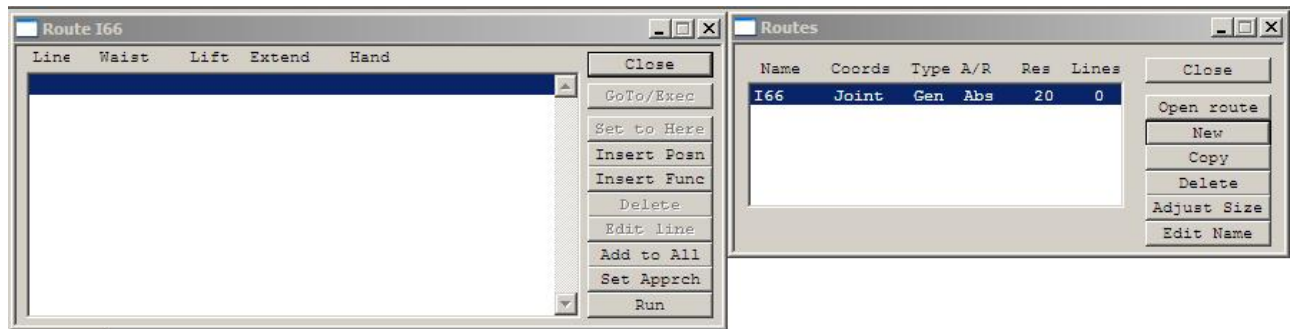 Route I66
Line Waist Lift Extend Hand
Close
GoTo/Exec
Set to Here
Insert Posn
Insert Func
Delete
Edit line
Add to All
Set Apprch
Run
Routes
Name Coords Type A/R Res Lines
I66 Joint Gen Abs 20 0
Close
Open route
New
Copy
Delete
Adjust Size
Edit Name